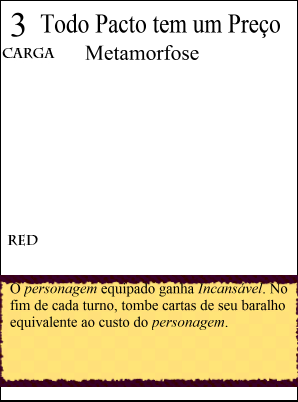 3 Todo Pacto tem um Preço
CARGA Metamorfose
RED
O personagem equipado ganha Incansável. No
fim de cada turno, tombe cartas de seu baralho
equivalente ao custo do personagem.